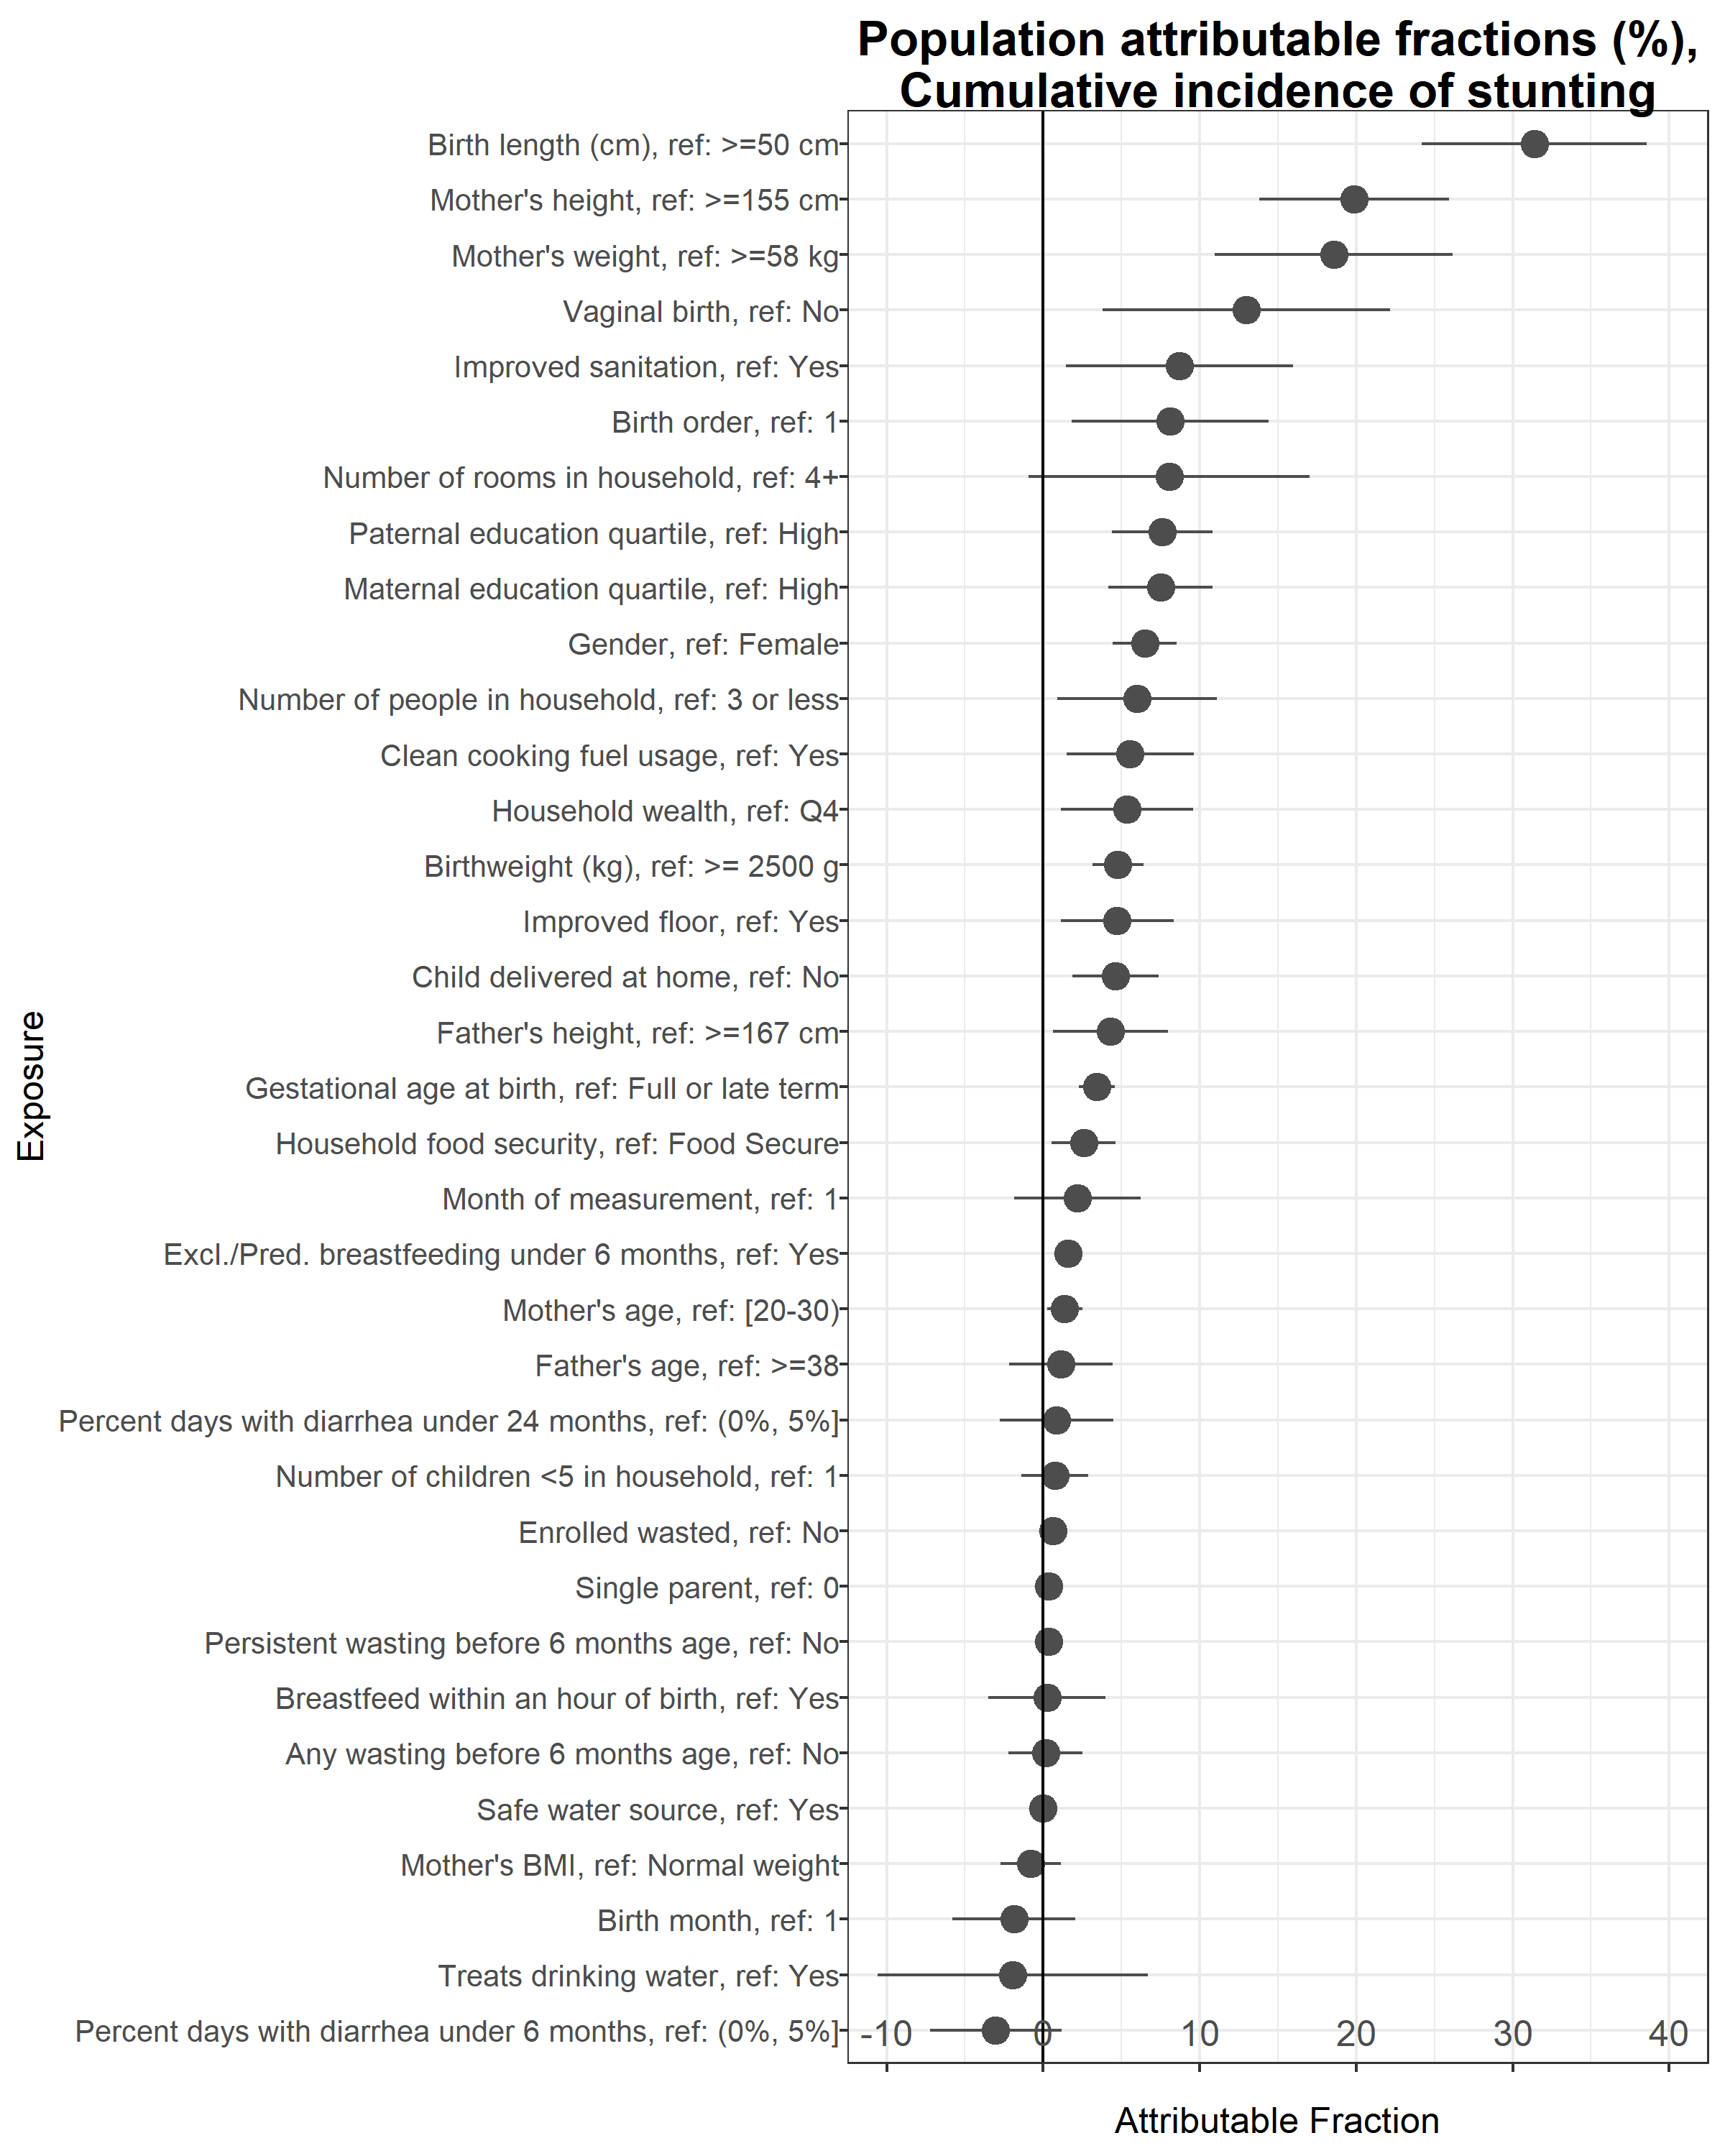 Population attributable fractions (%),
Cumulative incidence of stunting
Birth length (cm), ref: >=50 cm
Mother's height, ref: >=155 cm
Mother's weight, ref: >=58 kg
Vaginal birth, ref: No
Improved sanitation, ref: Yes
Birth order, ref: 1
Number of rooms in household, ref: 4+
Paternal education quartile, ref: High
Maternal education quartile, ref: High
Gender, ref: Female
Number of people in household, ref: 3 or less
Clean cooking fuel usage, ref: Yes
Household wealth, ref: Q4
Birthweight (kg), ref: >= 2500 g
Improved floor, ref: Yes
Child delivered at home, ref: No
Father's height, ref: >=167 cm
Gestational age at birth, ref: Full or late term
Household food security, ref: Food Secure
Month of measurement, ref: 1
Excl./Pred. breastfeeding under 6 months, ref: Yes
Mother's age, ref: [20-30)
Father's age, ref: >=38
Percent days with diarrhea under 24 months, ref: (0%, 5%]
Number of children <5 in household, ref: 1
Enrolled wasted, ref: No
Single parent, ref: 0
Persistent wasting before 6 months age, ref: No
Breastfeed within an hour of birth, ref: Yes
Any wasting before 6 months age, ref: No
Safe water source, ref: Yes
Mother's BMI, ref: Normal weight
Birth month, ref: 1
Treats drinking water, ref: Yes
Percent days with diarrhea under 6 months, ref: (0%, 5%]
Exposure
-10 0 10 20 30 40
Attributable Fraction